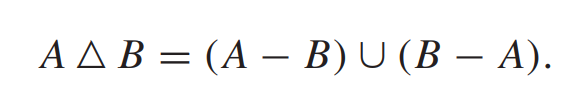 A △ B = (A − B) ∪ (B − A).